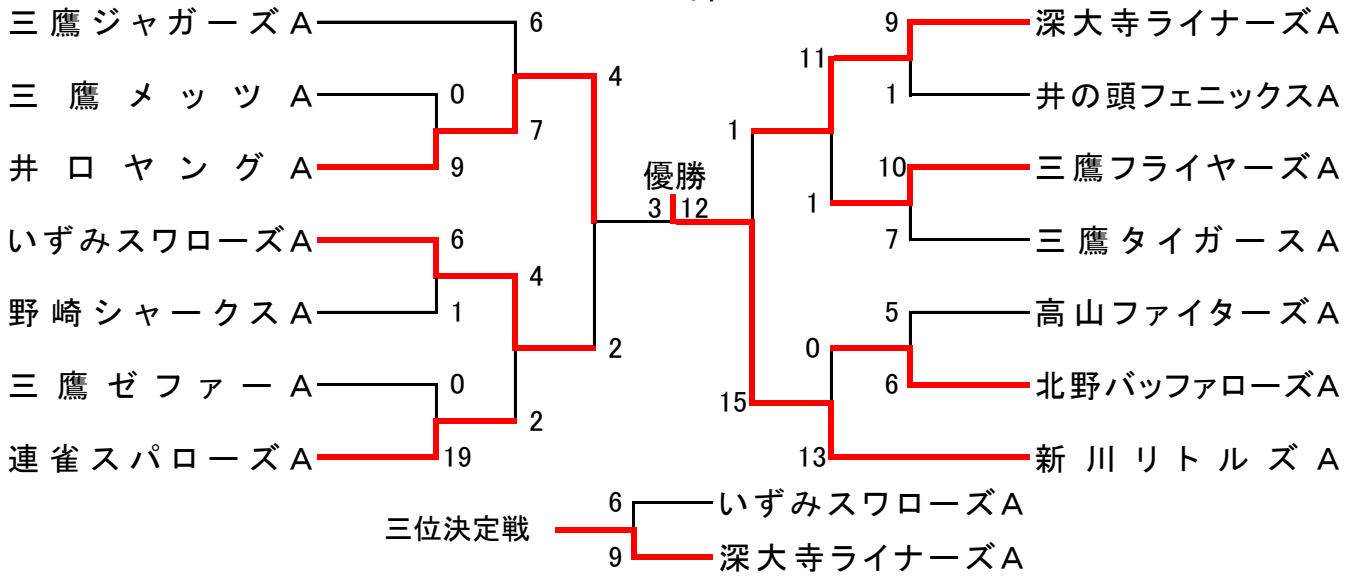 三鷹ジャガーズA 6 9 深大寺ライナーズA
11
4
三鷹メッツA 0 1 井の頭フェニックスA
7 1
井口ヤングA 9 優勝 10 三鷹フライヤーズA
3 12 1
いずみスワローズA 6 7 三鷹タイガースA
4
野崎シャークスA 1 5 高山ファイターズA
2 0
三鷹ゼファーA 0 6 北野バッファローズA
2 15
連雀スパローズA 19 13 新川リトルズA
6 いずみスワローズA
三位決定戦
9 深大寺ライナーズA